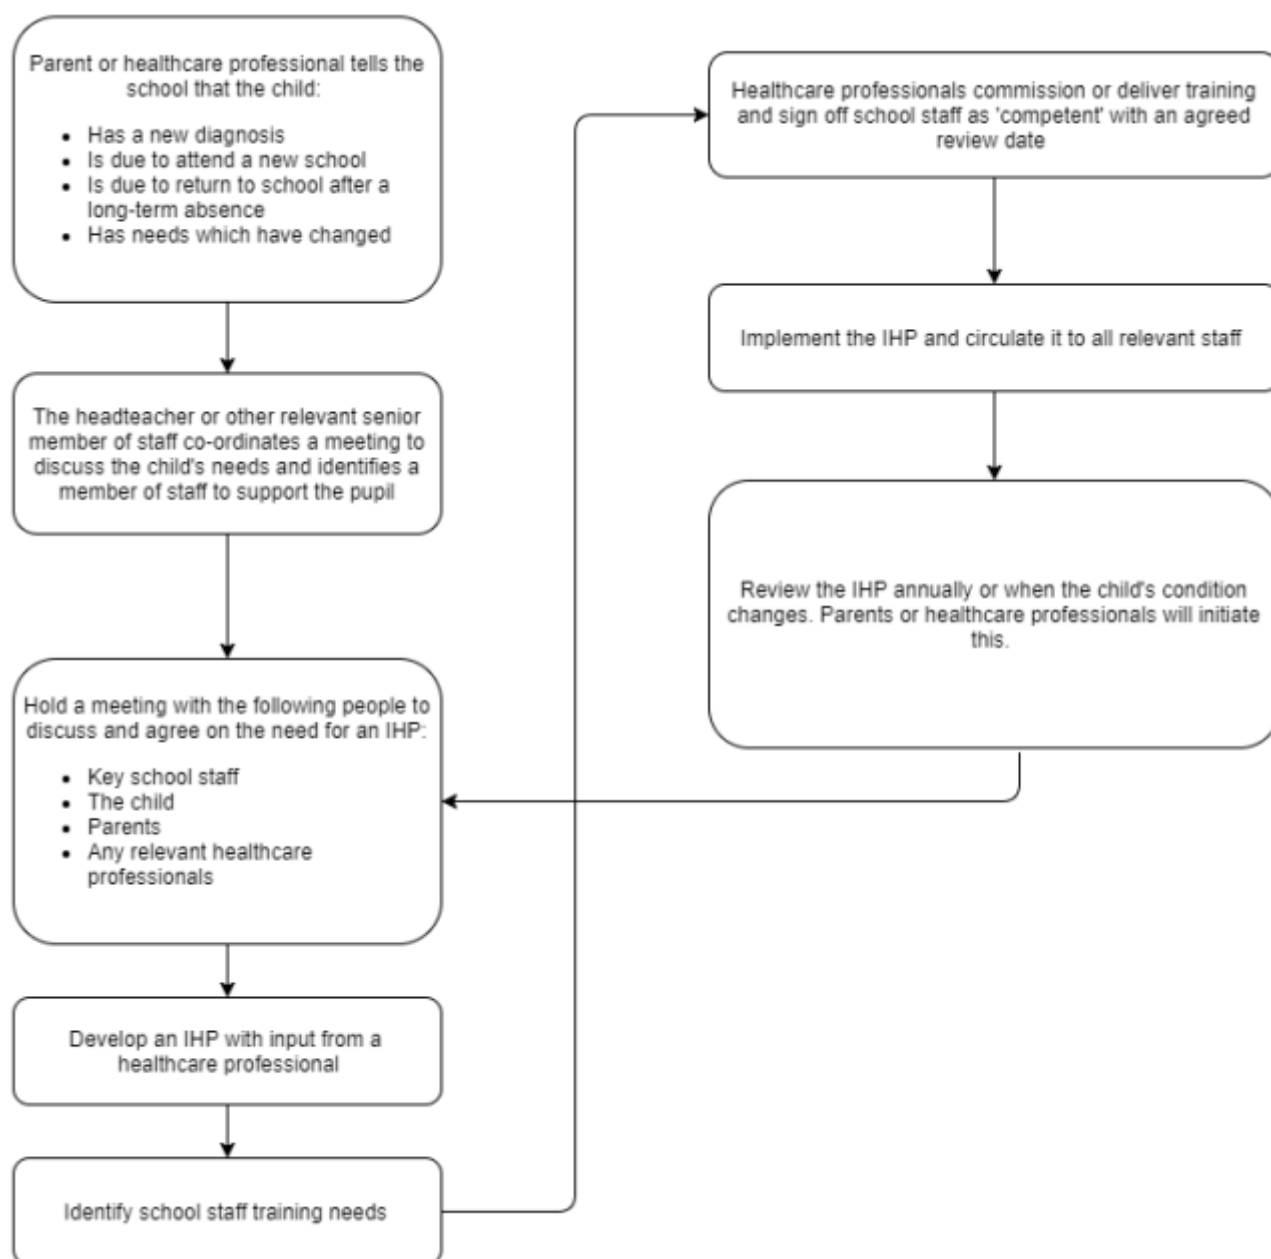 Parent or healthcare professional tells the
school that the child:
• Has a new diagnosis
• Is due to attend a new school
• Is due to return to school after a
long-term absence
• Has needs which have changed
The headteacher or other relevant senior
member of staff co-ordinates a meeting to
discuss the child's needs and identifies a
member of staff to support the pupil
Hold a meeting with the following people to
discuss and agree on the need for an IHP:
• Key school staff
• The child
• Parents
• Any relevant healthcare
professionals
Develop an IHP with input from a
healthcare professional
Identify school staff training needs
Healthcare professionals commission or deliver training
and sign off school staff as 'competent' with an agreed
review date
Implement the IHP and circulate it to all relevant staff
Review the IHP annually or when the child's condition
changes. Parents or healthcare professionals will initiate
this.